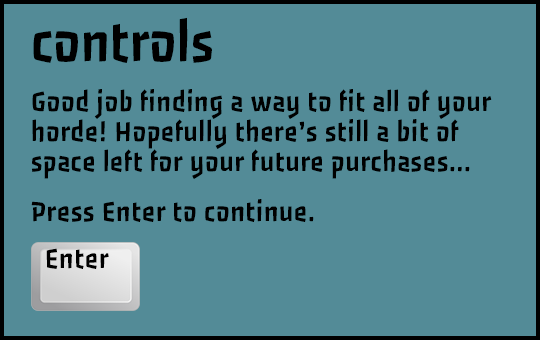 controls
Good job finding a way to fit all of your
horde! Hopefully there's still a bit of
space left for your future purchases...
Press Enter to continue.
Enter